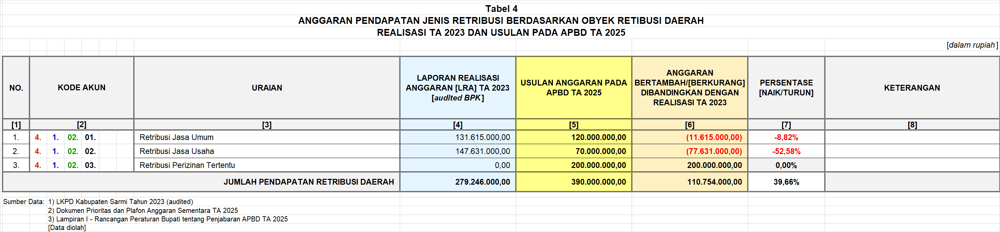 Tabel 4
ANGGARAN PENDAPATAN JENIS RETRIBUSI BERDASARKAN OBYEK RETIBUSI DAERAH
REALISASI TA 2023 DAN USULAN PADA APBD TA 2025
[dalam rupiah]
NO. KODE AKUN URAIAN LAPORAN REALISASI ANGGARAN [LRA] TA 2023 [audited BPK] USULAN ANGGARAN PADA APBD TA 2025 ANGGARAN BERTAMBAH/[BERKURANG] DIBANDINGKAN DENGAN REALISASI TA 2023 PERSENTASE [NAIK/TURUN] KETERANGAN
[1] [2] [3] [4] [5] [6] [7] [8]
1. 4. 1. 02. 01. Retribusi Jasa Umum 131.615.000,00 120.000.000,00 (11.615.000,00) -8,82%
2. 4. 1. 02. 02. Retribusi Jasa Usaha 147.631.000,00 70.000.000,00 (77.631.000,00) -52,58%
3. 4. 1. 02. 03. Retribusi Perizinan Tertentu 0,00 200.000.000,00 200.000.000,00 0,00%
JUMLAH PENDAPATAN RETRIBUSI DAERAH 279.246.000,00 390.000.000,00 110.754.000,00 39,66%
Sumber Data: 1) LKPD Kabupaten Sarmi Tahun 2023 (audited)
2) Dokumen Prioritas dan Plafon Anggaran Sementara TA 2025
3) Lampiran I - Rancangan Peraturan Bupati tentang Penjabaran APBD TA 2025
[Data diolah]